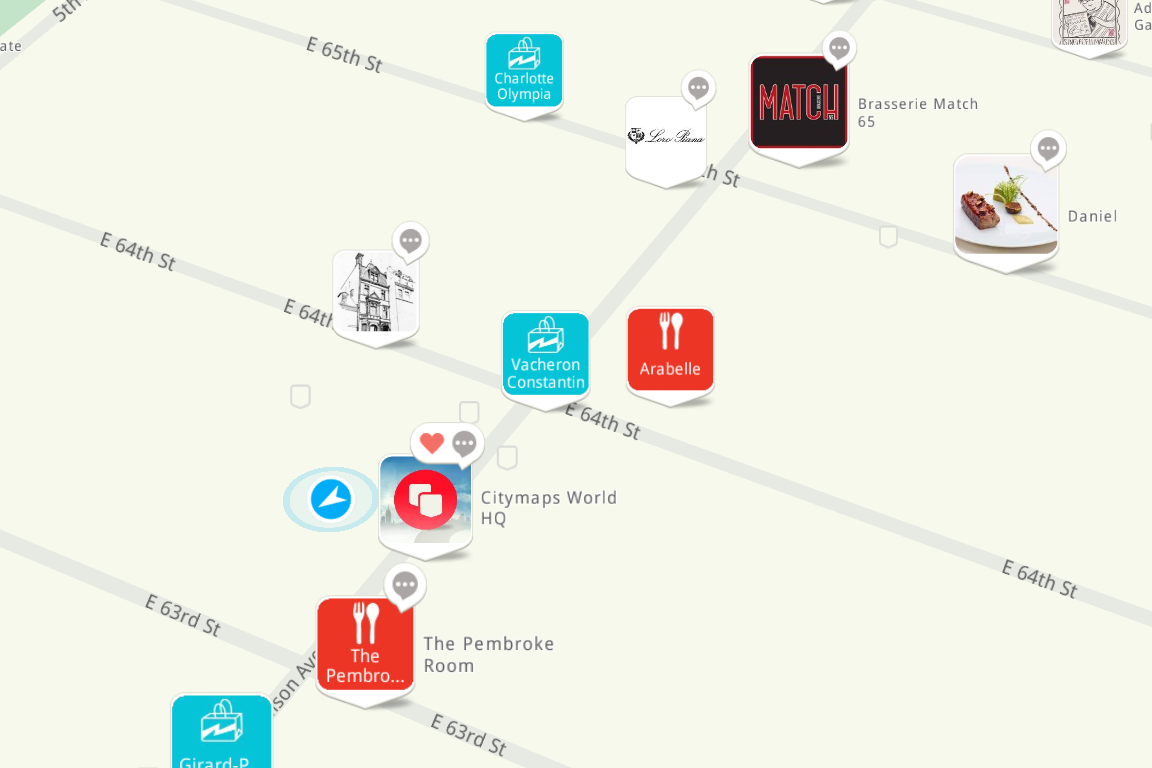 5th
Ad
Ga
ate
E 65th St
Charlotte
Olympia
MATCH
Brasserie Match
65
Loro Piana
St
Daniel
E 64th St
E 64th
Vacheron
Constantin
Arabelle
E 64th St
Citymaps World
HQ
E 64th St
E 63rd St
The
Pembro...
The Pembroke
Room
son Ave
E 63rd St
Girard-P